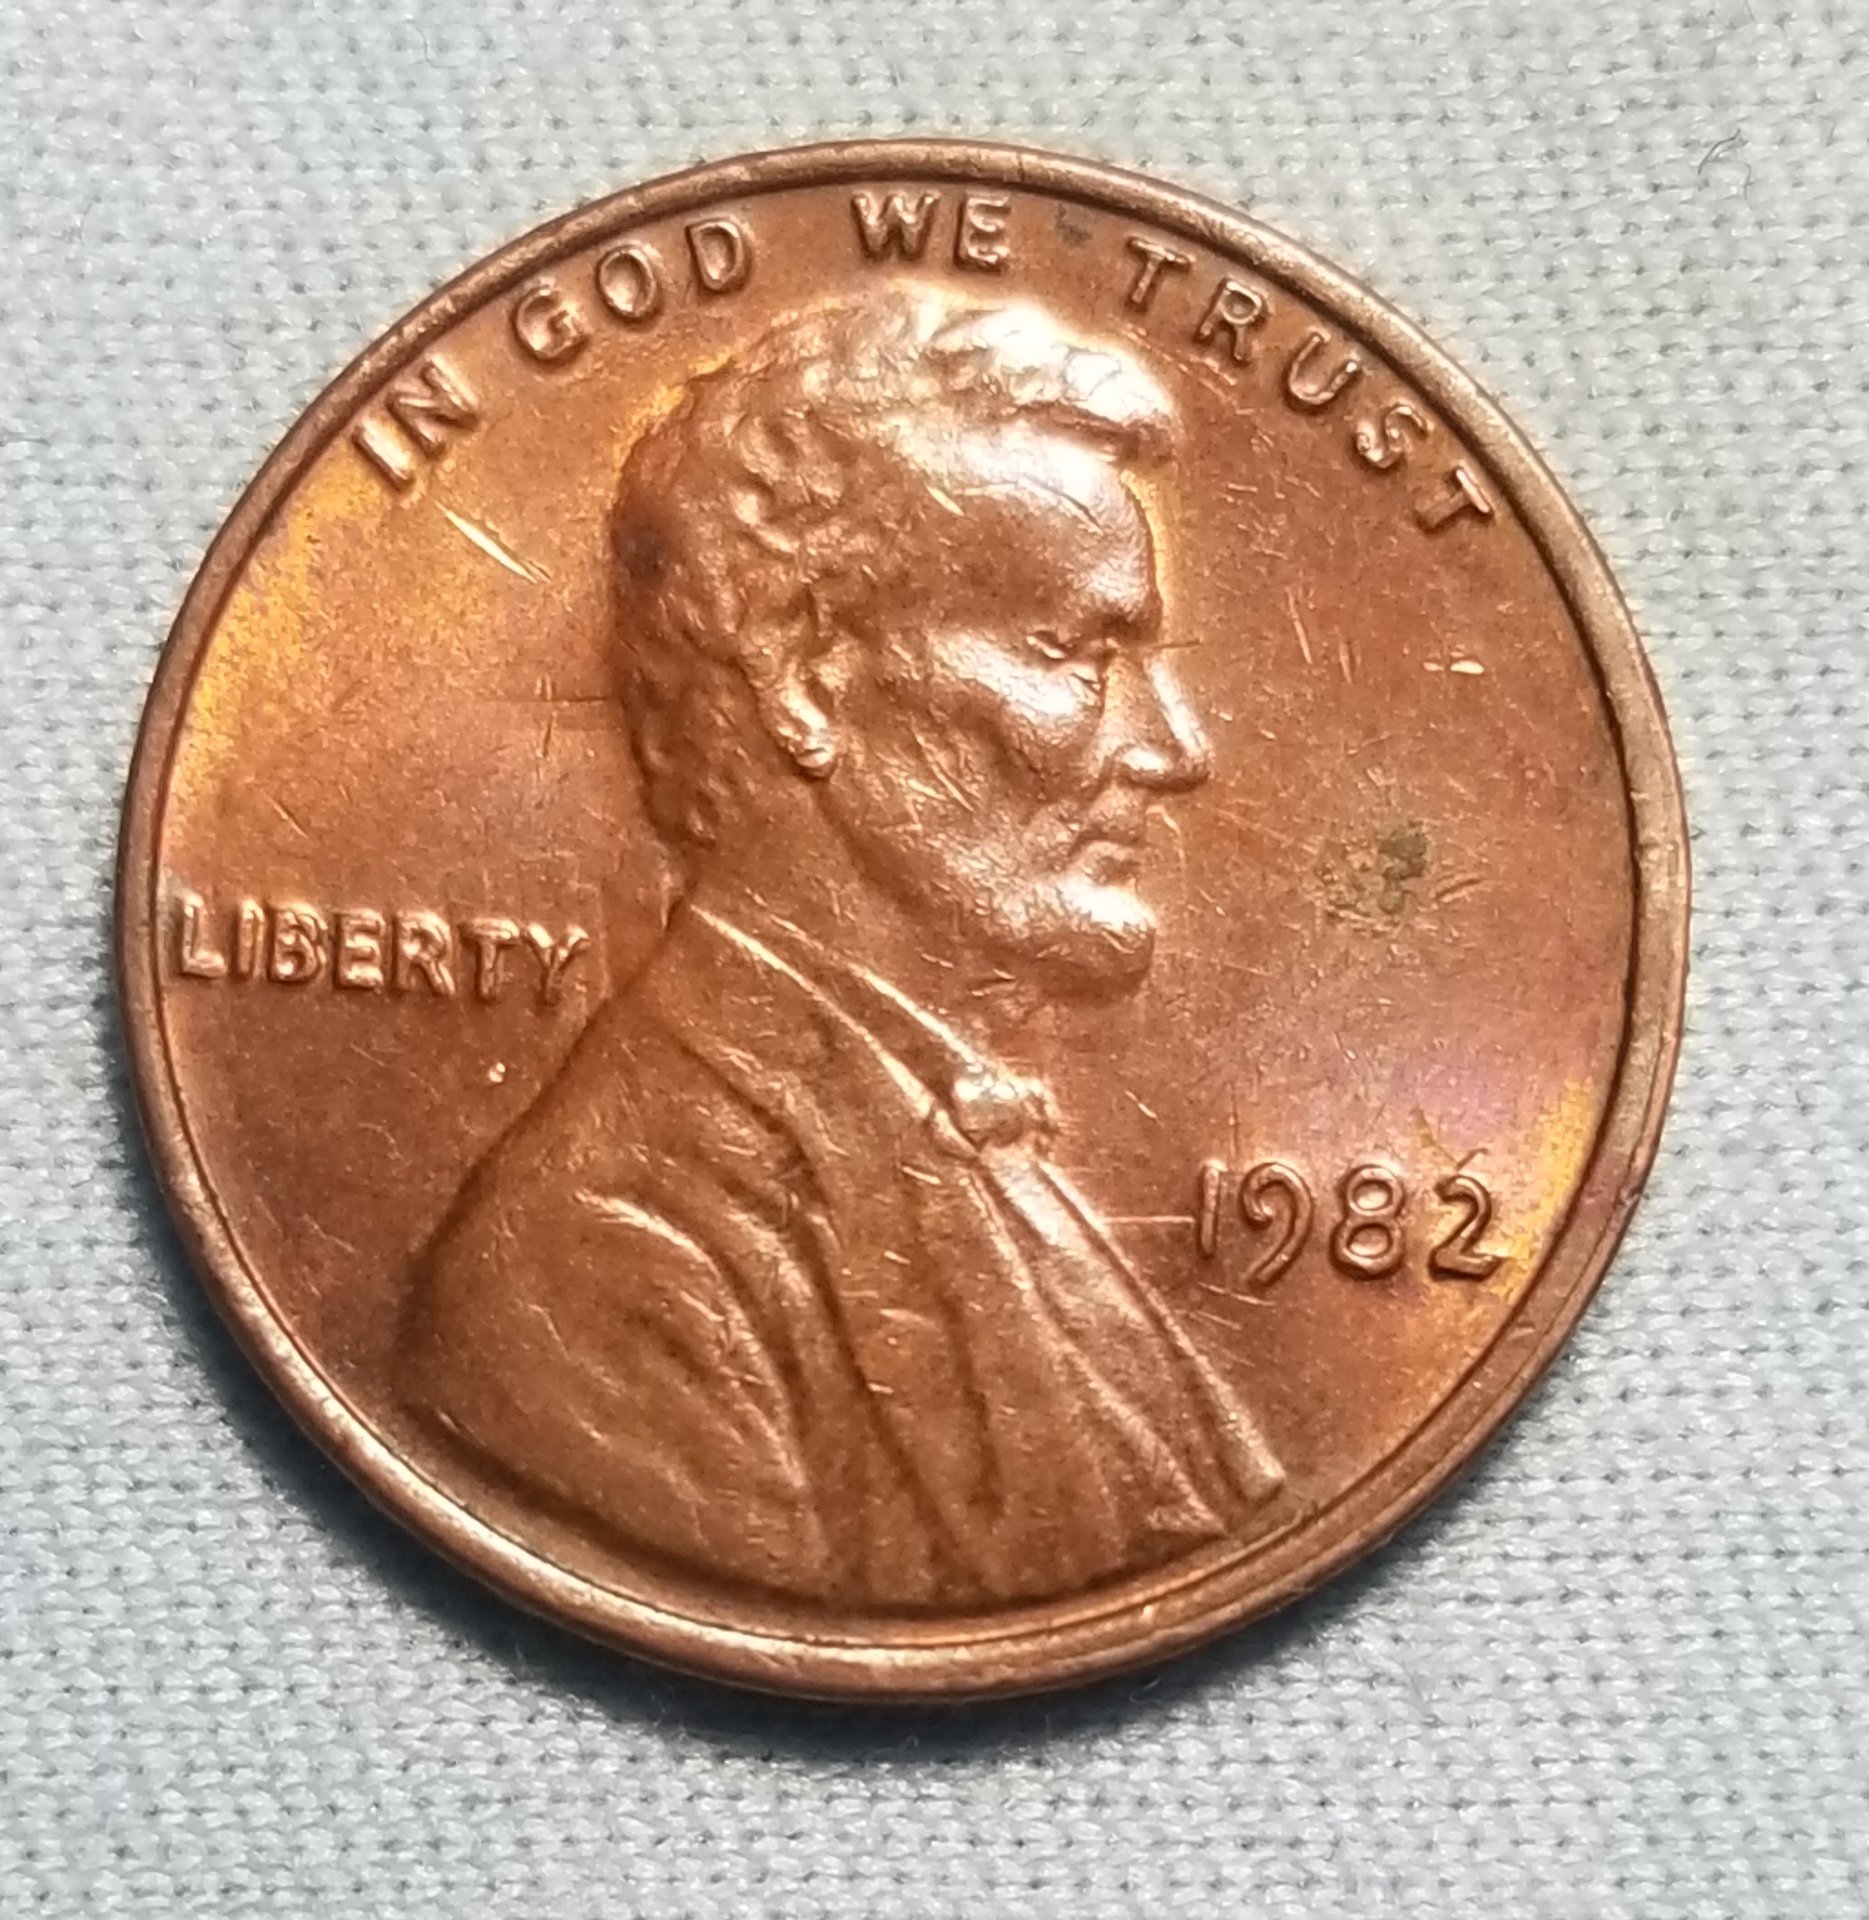 IN GOD WE TRUST
LIBERTY
1982